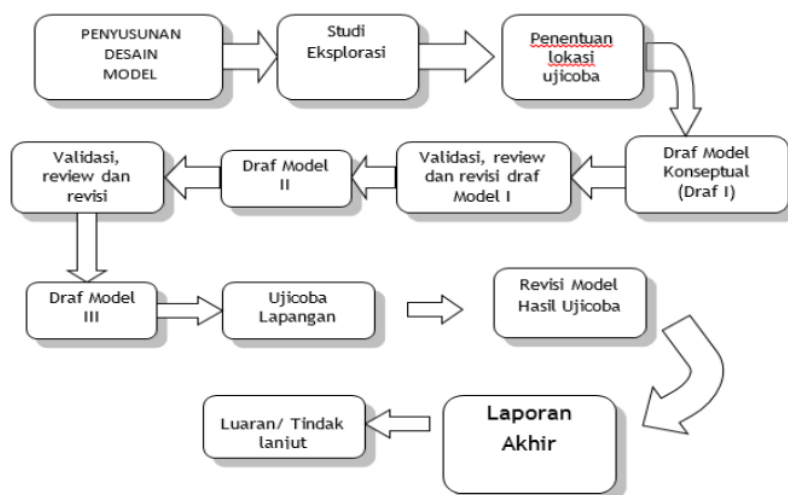 PENYUSUNAN
DESAIN
MODEL
Studi
Eksplorasi
Penentuan
lokasi
ujicoba
Draf Model
Konseptual
(Draf I)
Validasi, review
dan revisi draf
Model I
Draf Model
II
Validasi,
review dan
revisi
Draf Model
III
Ujicoba
Lapangan
Revisi Model
Hasil Ujicoba
Laporan
Akhir
Luaran/ Tindak
lanjut